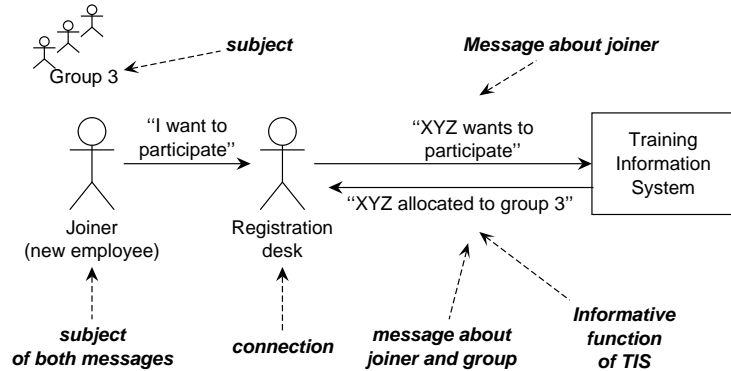 subject
Message about joiner
Group 3
‘‘I want to
participate’’
‘‘XYZ wants to
participate’’
Training
Information
System
‘‘XYZ allocated to group 3’’
Joiner
(new employee)
Registration
desk
subject
of both messages
connection
message about
joiner and group
Informative
function
of TIS